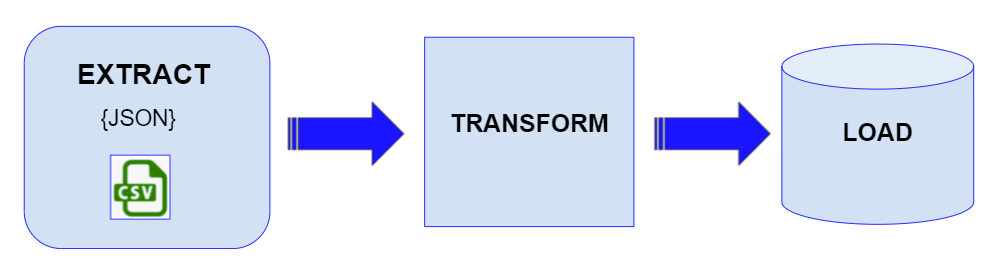 EXTRACT
{JSON}
CSV
TRANSFORM
LOAD